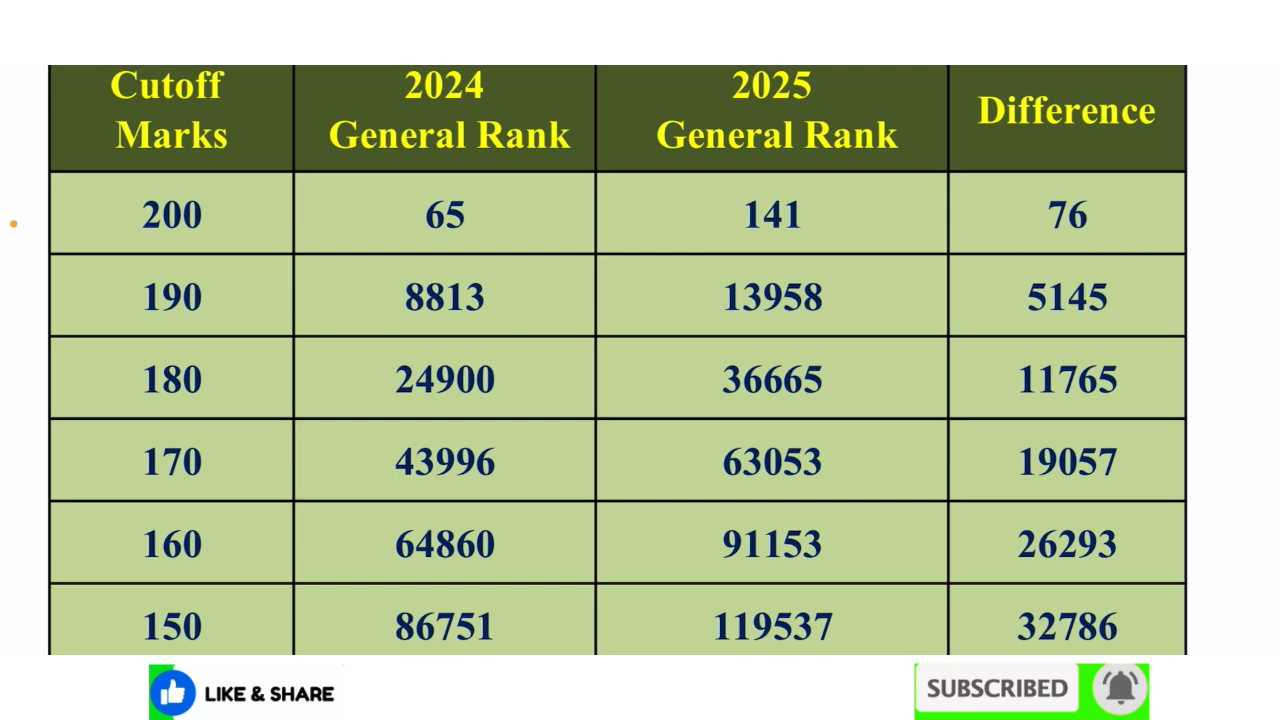 Cutoff Marks 2024 General Rank 2025 General Rank Difference
200 65 141 76
190 8813 13958 5145
180 24900 36665 11765
170 43996 63053 19057
160 64860 91153 26293
150 86751 119537 32786
LIKE & SHARE SUBSCRIBED